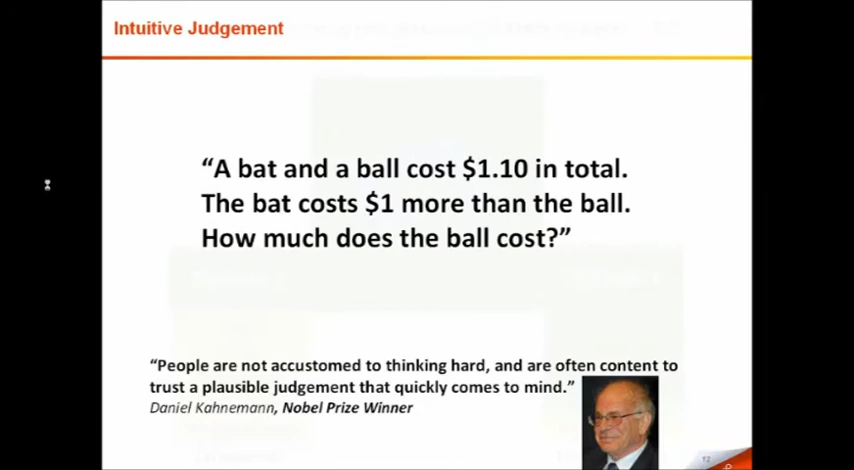 Intuitive Judgement
“A bat and a ball cost $1.10 in total.
The bat costs $1 more than the ball.
How much does the ball cost?”
“People are not accustomed to thinking hard, and are often content to
trust a plausible judgement that quickly comes to mind.”
Daniel Kahnemann, Nobel Prize Winner
12